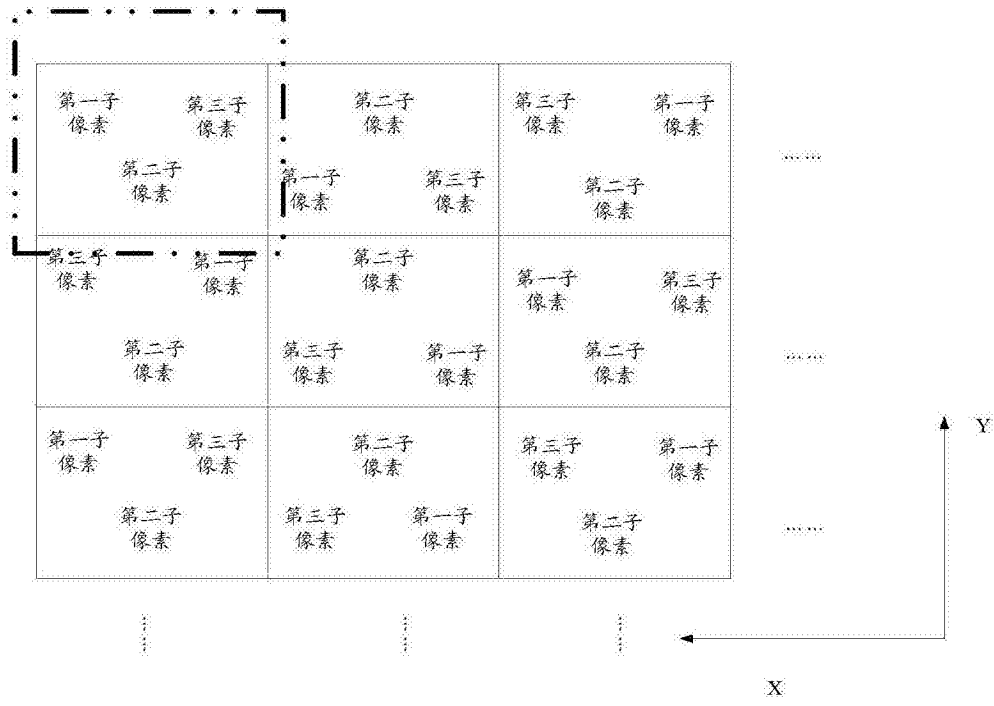 第一子
像素
第三子
像素
第二子
像素
第二子
像素
第一子
像素
第三子
像素
第三子
像素
第一子
像素
第二子
像素
……
第三子
像素
第一子
像素
第二子
像素
第二子
像素
第三子
像素
第一子
像素
第一子
像素
第三子
像素
第二子
像素
……
第一子
像素
第三子
像素
第二子
像素
第二子
像素
第三子
像素
第一子
像素
第三子
像素
第一子
像素
第二子
像素
……
……
……
……
Y
X